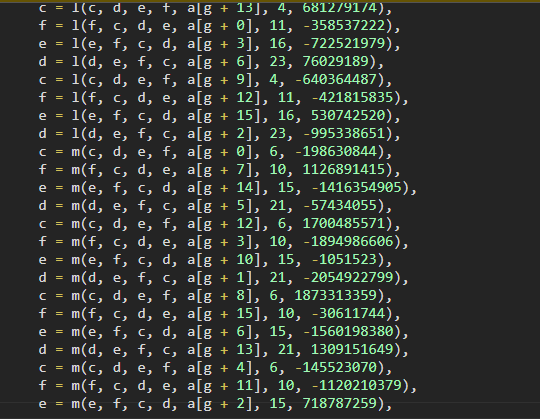 c = l(c, d, e, f, a[g + 13], 4, 681279174),
f = l(f, c, d, e, a[g + 0], 11, -358537222),
e = l(e, f, c, d, a[g + 3], 16, -722521979),
d = l(d, e, f, c, a[g + 6], 23, 76029189),
c = l(c, d, e, f, a[g + 9], 4, -640364487),
f = l(f, c, d, e, a[g + 12], 11, -421815835),
e = l(e, f, c, d, a[g + 15], 16, 530742520),
d = l(d, e, f, c, a[g + 2], 23, -995338651),
c = m(c, d, e, f, a[g + 0], 6, -198630844),
f = m(f, c, d, e, a[g + 7], 10, 1126891415),
e = m(e, f, c, d, a[g + 14], 15, -1416354905),
d = m(d, e, f, c, a[g + 5], 21, -57434055),
c = m(c, d, e, f, a[g + 12], 6, 1700485571),
f = m(f, c, d, e, a[g + 3], 10, -1894986606),
e = m(e, f, c, d, a[g + 10], 15, -1051523),
d = m(d, e, f, c, a[g + 1], 21, -2054922799),
c = m(c, d, e, f, a[g + 8], 6, 1873313359),
f = m(f, c, d, e, a[g + 15], 10, -30611744),
e = m(e, f, c, d, a[g + 6], 15, -1560198380),
d = m(d, e, f, c, a[g + 13], 21, 1309151649),
c = m(c, d, e, f, a[g + 4], 6, -145523070),
f = m(f, c, d, e, a[g + 11], 10, -1120210379),
e = m(e, f, c, d, a[g + 2], 15, 718787259),